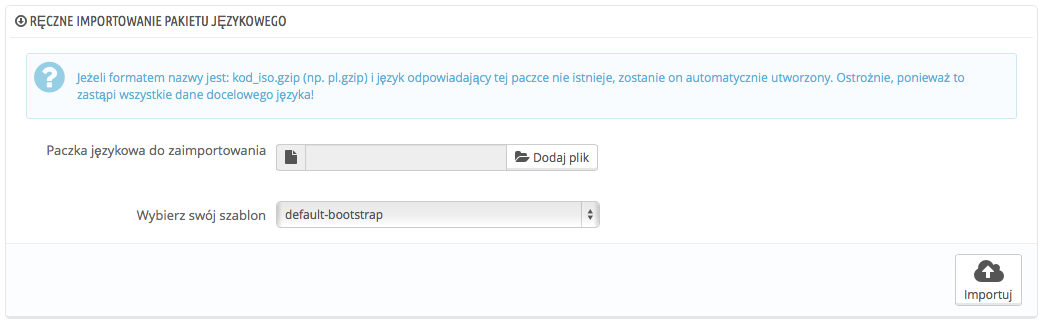 RĘCZNE IMPORTOWANIE PAKIETU JĘZYKOWEGO
Jeżeli formatem nazwy jest: kod_iso.gzip (np. pl.gzip) i język odpowiadający tej paczce nie istnieje, zostanie on automatycznie utworzony. Ostrożnie, ponieważ to
zastąpi wszystkie dane docelowego języka!
Paczka językowa do zaimportowania
Dodaj plik
Wybierz swój szablon
default-bootstrap
Importuj